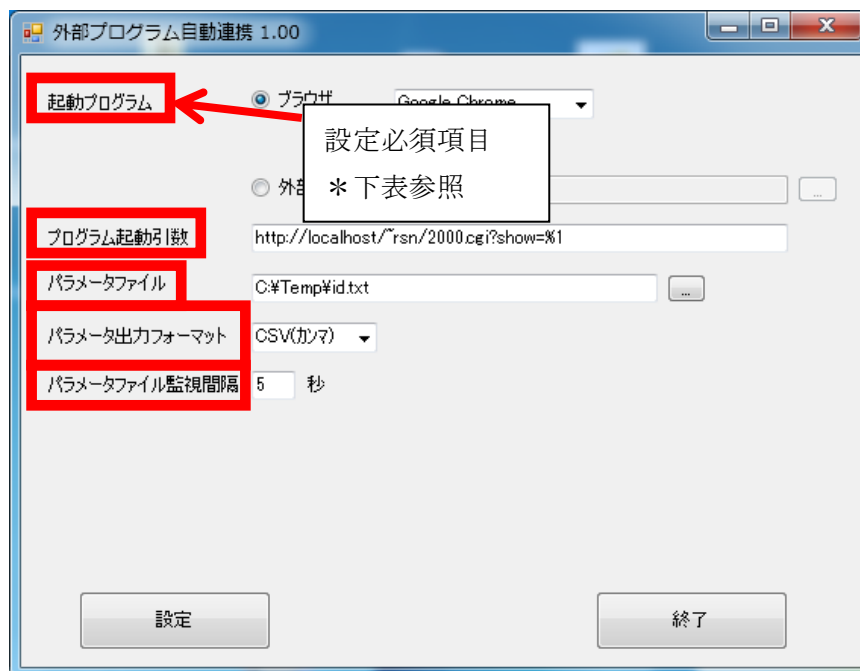 外部プログラム自動連携 1.00
起動プログラム
ブラウザ
Google Chrome
設定必須項目
＊下表参照
外
...
プログラム起動引数
http://localhost/~rsn/2000.cgi?show=%1
パラメータファイル
C:¥Temp¥id.txt
...
パラメータ出力フォーマット
CSV(カンマ)
パラメータファイル監視間隔
5 秒
設定
終了